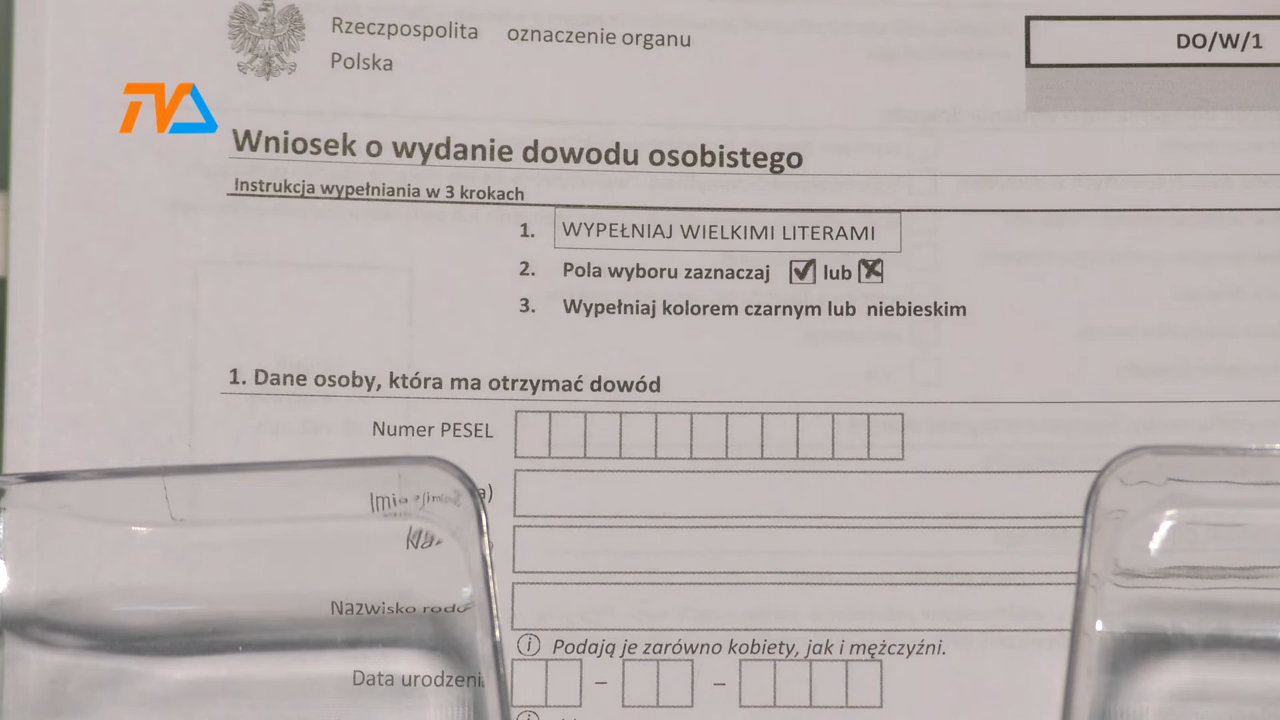 Rzeczpospolita oznaczenie organu
Polska
DO/W/1
TVA
Wniosek o wydanie dowodu osobistego
Instrukcja wypełniania w 3 krokach
1. WYPEŁNIAJ WIELKIMI LITERAMI
2. Pola wyboru zaznaczaj lub
3. Wypełniaj kolorem czarnym lub niebieskim
1. Dane osoby, która ma otrzymać dowód
Numer PESEL
Nazwisko
Podają je zarówno kobiety, jak i mężczyźni.
Data